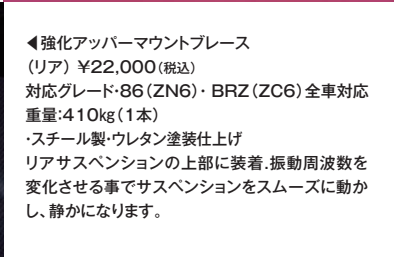 ◀強化アッパーマウントブレース
（リア）￥22,000（税込）
対応グレード・86（ZN6）・BRZ（ZC6）全車対応
重量:410kg（1本）
・スチール製・ウレタン塗装仕上げ
リアサスペンションの上部に装着.振動周波数を
変化させる事でサスペンションをスムーズに動か
し、静かになります。